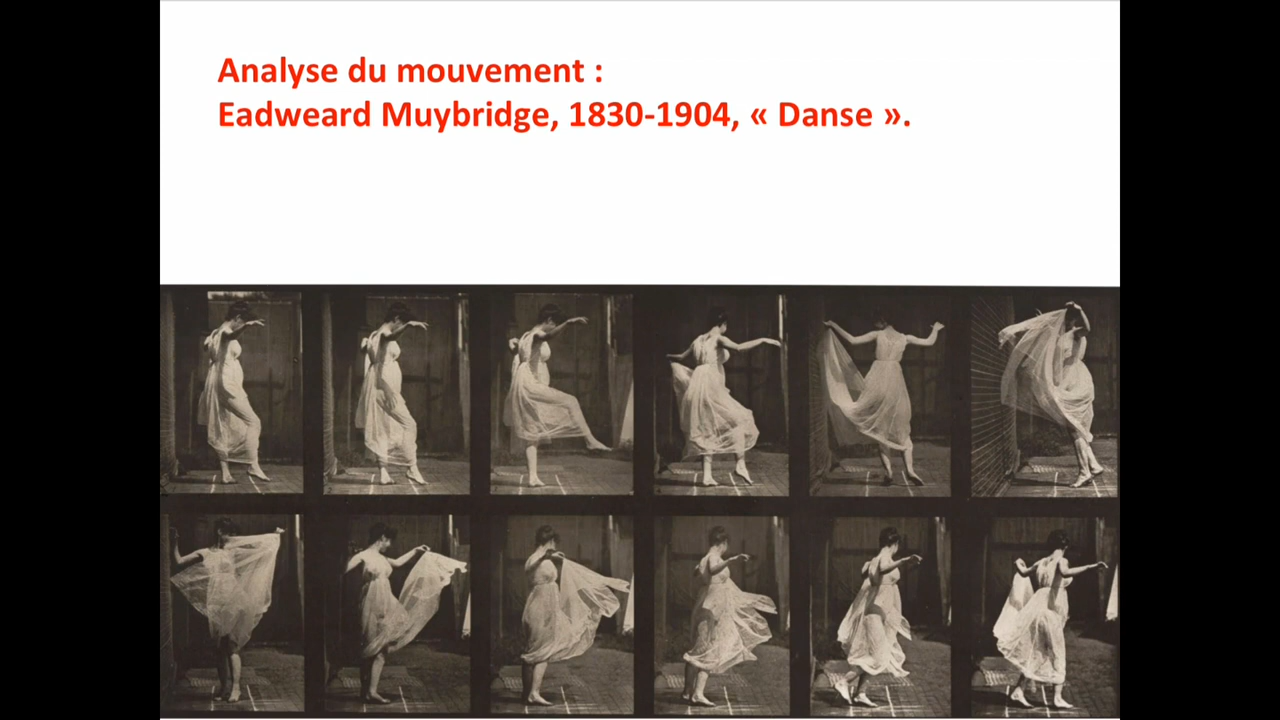 Analyse du mouvement :
Eadweard Muybridge, 1830-1904, « Danse ».